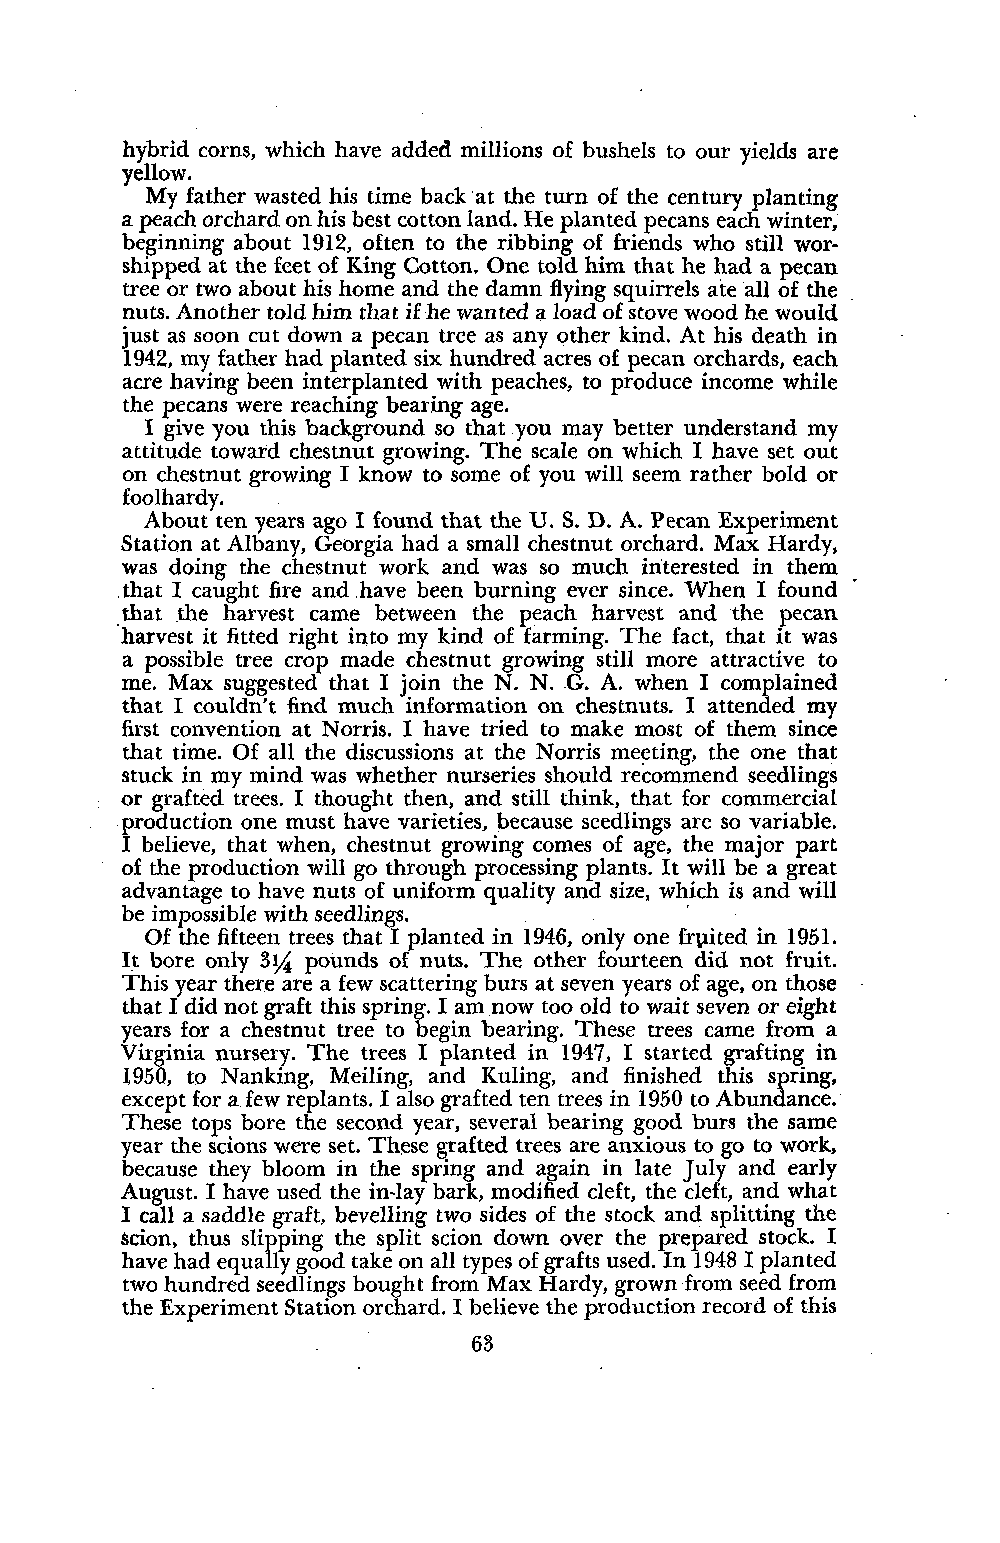 hybrid corns, which have added millions of bushels to our yields are
yellow.
My father wasted his time back at the turn of the century planting
a peach orchard on his best cotton land. He planted pecans each winter,
beginning about 1912, often to the ribbing of friends who still wor-
shipped at the feet of King Cotton. One told him that he had a pecan
tree or two about his home and the damn flying squirrels ate all of the
nuts. Another told him that if he wanted a load of stove wood he would
just as soon cut down a pecan tree as any other kind. At his death in
1942, my father had planted six hundred acres of pecan orchards, each
acre having been interplanted with peaches, to produce income while
the pecans were reaching bearing age.
I give you this background so that you may better understand my
attitude toward chestnut growing. The scale on which I have set out
on chestnut growing I know to some of you will seem rather bold or
foolhardy.
About ten years ago I found that the U. S. D. A. Pecan Experiment
Station at Albany, Georgia had a small chestnut orchard. Max Hardy,
was doing the chestnut work and was so much interested in them
that I caught fire and have been burning ever since. When I found
that the harvest came between the peach harvest and the pecan
harvest it fitted right into my kind of farming. The fact, that it was
a possible tree crop made chestnut growing still more attractive to
me. Max suggested that I join the N. N. G. A. when I complained
that I couldn't find much information on chestnuts. I attended my
first convention at Norris. I have tried to make most of them since
that time. Of all the discussions at the Norris meeting, the one that
stuck in my mind was whether nurseries should recommend seedlings
or grafted trees. I thought then, and still think, that for commercial
production one must have varieties, because seedlings are so variable.
I believe, that when, chestnut growing comes of age, the major part
of the production will go through processing plants. It will be a great
advantage to have nuts of uniform quality and size, which is and will
be impossible with seedlings.
Of the fifteen trees that I planted in 1946, only one fruited in 1951.
It bore only 3¼ pounds of nuts. The other fourteen did not fruit.
This year there are a few scattering burs at seven years of age, on those
that I did not graft this spring. I am now too old to wait seven or eight
years for a chestnut tree to begin bearing. These trees came from a
Virginia nursery. The trees I planted in 1947, I started grafting in
1950, to Nanking, Meiling, and Kuling, and finished this spring,
except for a few replants. I also grafted ten trees in 1950 to Abundance.
These tops bore the second year, several bearing good burs the same
year the scions were set. These grafted trees are anxious to go to work,
because they bloom in the spring and again in late July and early
August. I have used the in-lay bark, modified cleft, the cleft, and what
I call a saddle graft, bevelling two sides of the stock and splitting the
scion, thus slipping the split scion down over the prepared stock. I
have had equally good take on all types of grafts used. In 1948 I planted
two hundred seedlings bought from Max Hardy, grown from seed from
the Experiment Station orchard. I believe the production record of this
63